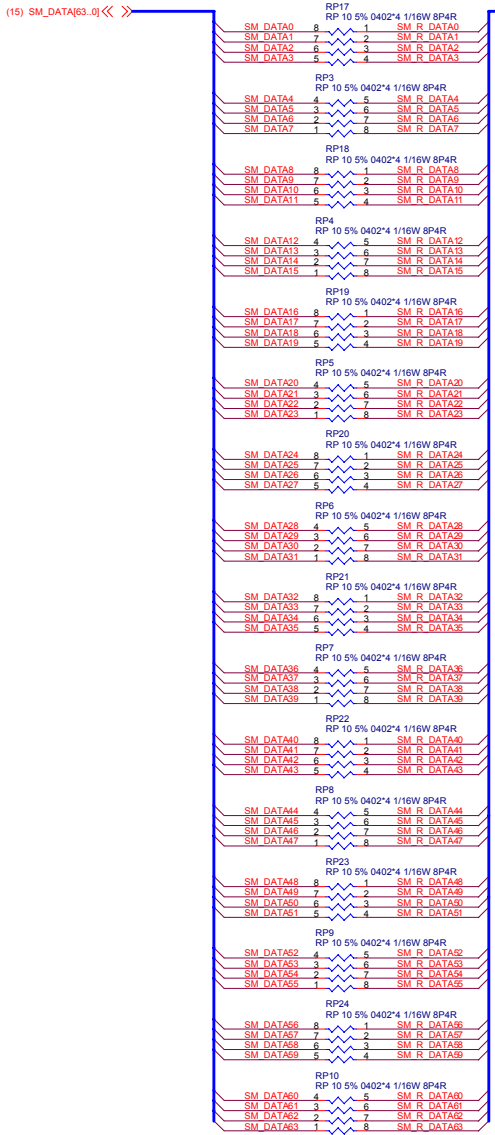 (15) SM_DATA[63..0]
RP17
RP 10 5% 0402*4 1/16W 8P4R
SM_DATA0 8 1 SM_R_DATA0
SM_DATA1 7 2 SM_R_DATA1
SM_DATA2 6 3 SM_R_DATA2
SM_DATA3 5 4 SM_R_DATA3
RP3
RP 10 5% 0402*4 1/16W 8P4R
SM_DATA4 4 5 SM_R_DATA4
SM_DATA5 3 6 SM_R_DATA5
SM_DATA6 2 7 SM_R_DATA6
SM_DATA7 1 8 SM_R_DATA7
RP18
RP 10 5% 0402*4 1/16W 8P4R
SM_DATA8 8 1 SM_R_DATA8
SM_DATA9 7 2 SM_R_DATA9
SM_DATA10 6 3 SM_R_DATA10
SM_DATA11 5 4 SM_R_DATA11
RP4
RP 10 5% 0402*4 1/16W 8P4R
SM_DATA12 4 5 SM_R_DATA12
SM_DATA13 3 6 SM_R_DATA13
SM_DATA14 2 7 SM_R_DATA14
SM_DATA15 1 8 SM_R_DATA15
RP19
RP 10 5% 0402*4 1/16W 8P4R
SM_DATA16 8 1 SM_R_DATA16
SM_DATA17 7 2 SM_R_DATA17
SM_DATA18 6 3 SM_R_DATA18
SM_DATA19 5 4 SM_R_DATA19
RP5
RP 10 5% 0402*4 1/16W 8P4R
SM_DATA20 4 5 SM_R_DATA20
SM_DATA21 3 6 SM_R_DATA21
SM_DATA22 2 7 SM_R_DATA22
SM_DATA23 1 8 SM_R_DATA23
RP20
RP 10 5% 0402*4 1/16W 8P4R
SM_DATA24 8 1 SM_R_DATA24
SM_DATA25 7 2 SM_R_DATA25
SM_DATA26 6 3 SM_R_DATA26
SM_DATA27 5 4 SM_R_DATA27
RP6
RP 10 5% 0402*4 1/16W 8P4R
SM_DATA28 4 5 SM_R_DATA28
SM_DATA29 3 6 SM_R_DATA29
SM_DATA30 2 7 SM_R_DATA30
SM_DATA31 1 8 SM_R_DATA31
RP21
RP 10 5% 0402*4 1/16W 8P4R
SM_DATA32 8 1 SM_R_DATA32
SM_DATA33 7 2 SM_R_DATA33
SM_DATA34 6 3 SM_R_DATA34
SM_DATA35 5 4 SM_R_DATA35
RP7
RP 10 5% 0402*4 1/16W 8P4R
SM_DATA36 4 5 SM_R_DATA36
SM_DATA37 3 6 SM_R_DATA37
SM_DATA38 2 7 SM_R_DATA38
SM_DATA39 1 8 SM_R_DATA39
RP22
RP 10 5% 0402*4 1/16W 8P4R
SM_DATA40 8 1 SM_R_DATA40
SM_DATA41 7 2 SM_R_DATA41
SM_DATA42 6 3 SM_R_DATA42
SM_DATA43 5 4 SM_R_DATA43
RP8
RP 10 5% 0402*4 1/16W 8P4R
SM_DATA44 4 5 SM_R_DATA44
SM_DATA45 3 6 SM_R_DATA45
SM_DATA46 2 7 SM_R_DATA46
SM_DATA47 1 8 SM_R_DATA47
RP23
RP 10 5% 0402*4 1/16W 8P4R
SM_DATA48 8 1 SM_R_DATA48
SM_DATA49 7 2 SM_R_DATA49
SM_DATA50 6 3 SM_R_DATA50
SM_DATA51 5 4 SM_R_DATA51
RP9
RP 10 5% 0402*4 1/16W 8P4R
SM_DATA52 4 5 SM_R_DATA52
SM_DATA53 3 6 SM_R_DATA53
SM_DATA54 2 7 SM_R_DATA54
SM_DATA55 1 8 SM_R_DATA55
RP24
RP 10 5% 0402*4 1/16W 8P4R
SM_DATA56 8 1 SM_R_DATA56
SM_DATA57 7 2 SM_R_DATA57
SM_DATA58 6 3 SM_R_DATA58
SM_DATA59 5 4 SM_R_DATA59
RP10
RP 10 5% 0402*4 1/16W 8P4R
SM_DATA60 4 5 SM_R_DATA60
SM_DATA61 3 6 SM_R_DATA61
SM_DATA62 2 7 SM_R_DATA62
SM_DATA63 1 8 SM_R_DATA63